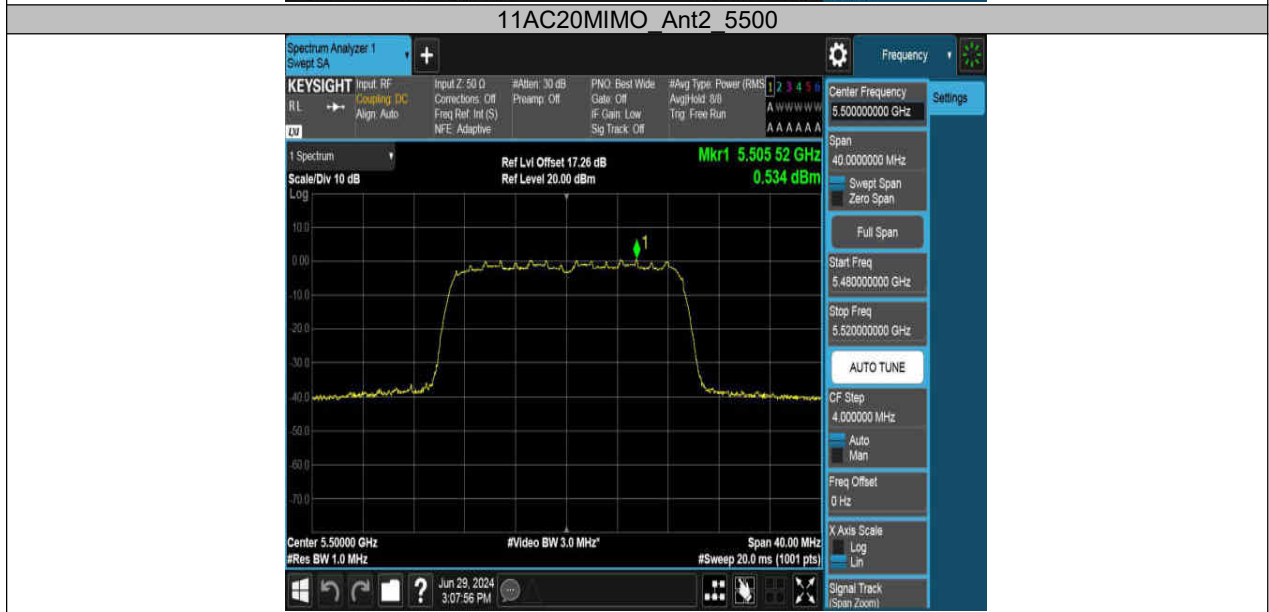 11AC20MIMO_Ant2_5500
Spectrum Analyzer 1
Swept SA
+
Frequency
KEYSIGHT
RL
LXI
Input: RF
Coupling: DC
Align: Auto
Input Z: 50 Ω
Corrections: Off
Freq Ref: Int (S)
NFE: Adaptive
#Atten: 30 dB
Preamp: Off
PNO: Best Wide
Gate: Off
IF Gain: Low
Sig Track: Off
#Avg Type: Power (RMS
Avg|Hold: 8/8
Trig: Free Run
1 2 3 4 5 6
A W W W W W
A A A A A A
1 Spectrum
Scale/Div 10 dB
Log
Ref Lvl Offset 17.26 dB
Ref Level 20.00 dBm
Mkr1 5.505 52 GHz
0.534 dBm
1
10.0
0.00
-10.0
-20.0
-30.0
-40.0
-50.0
-60.0
-70.0
Center 5.50000 GHz
#Res BW 1.0 MHz
#Video BW 3.0 MHz*
Span 40.00 MHz
#Sweep 20.0 ms (1001 pts)
Center Frequency
5.500000000 GHz
Settings
Span
40.0000000 MHz
Swept Span
Zero Span
Full Span
Start Freq
5.480000000 GHz
Stop Freq
5.520000000 GHz
AUTO TUNE
CF Step
4.000000 MHz
Auto
Man
Freq Offset
0 Hz
X Axis Scale
Log
Lin
Signal Track
(Span Zoom)
?
Jun 29, 2024
3:07:56 PM